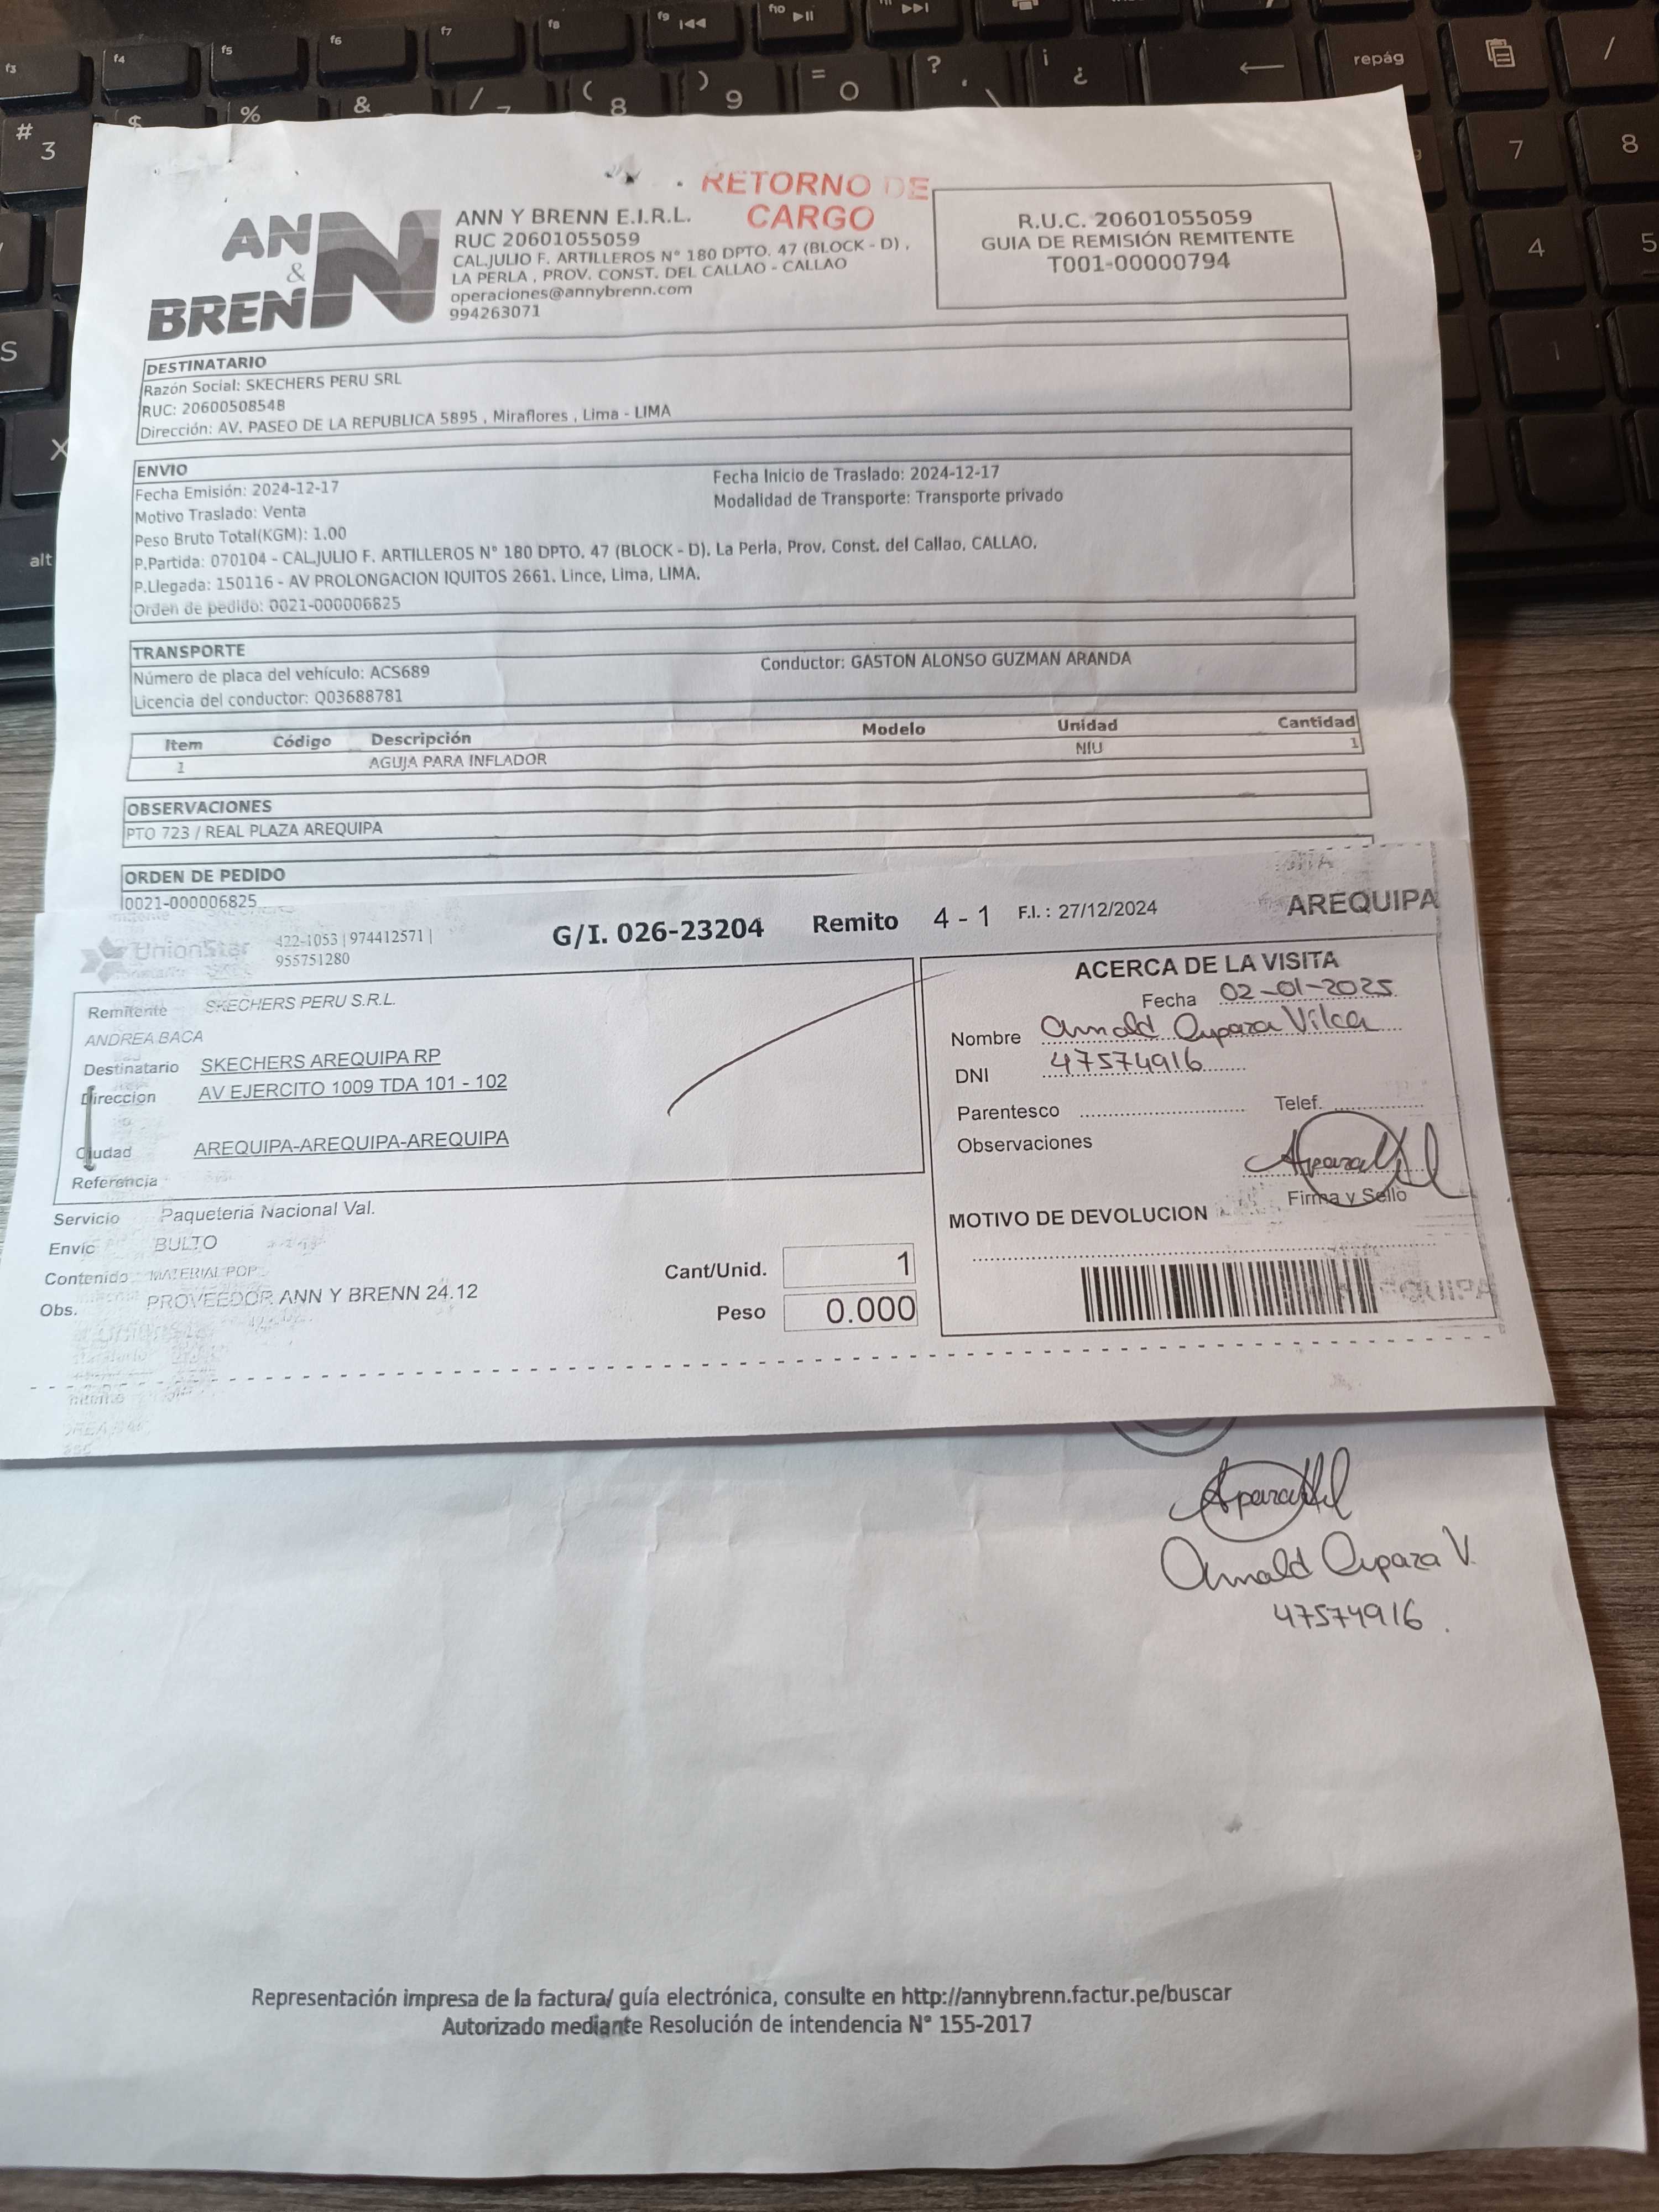 RETORNO DE
CARGO
AN
&
BRENN
ANN Y BRENN E.I.R.L.
RUC 20601055059
CAL.JULIO F. ARTILLEROS N° 180 DPTO. 47 (BLOCK - D) ,
LA PERLA , PROV. CONST. DEL CALLAO - CALLAO
operaciones@annybrenn.com
994263071
R.U.C. 20601055059
GUIA DE REMISIÓN REMITENTE
T001-00000794
DESTINATARIO
Razón Social: SKECHERS PERU SRL
RUC: 20600508548
Dirección: AV. PASEO DE LA REPUBLICA 5895 , Miraflores , Lima - LIMA
ENVIO
Fecha Emisión: 2024-12-17 Fecha Inicio de Traslado: 2024-12-17
Motivo Traslado: Venta Modalidad de Transporte: Transporte privado
Peso Bruto Total(KGM): 1.00
P.Partida: 070104 - CAL.JULIO F. ARTILLEROS N° 180 DPTO. 47 (BLOCK - D). La Perla, Prov. Const. del Callao, CALLAO.
P.Llegada: 150116 - AV PROLONGACION IQUITOS 2661. Lince, Lima, LIMA.
Orden de pedido: 0021-000006825
TRANSPORTE
Número de placa del vehículo: ACS689 Conductor: GASTON ALONSO GUZMAN ARANDA
Licencia del conductor: Q03688781
Item Código Descripción Modelo Unidad Cantidad
1 AGUJA PARA INFLADOR NIU 1
OBSERVACIONES
PTO 723 / REAL PLAZA AREQUIPA
ORDEN DE PEDIDO
0021-000006825
UnionStar
422-1053 | 974412571 |
955751280
G/I. 026-23204 Remito 4 - 1 F.I. : 27/12/2024 AREQUIPA
Remitente SKECHERS PERU S.R.L.
ANDREA BACA
Destinatario SKECHERS AREQUIPA RP
Direccion AV EJERCITO 1009 TDA 101 - 102
Ciudad AREQUIPA-AREQUIPA-AREQUIPA
Referencia
Servicio Paqueteria Nacional Val.
Envio BULTO
Contenido MATERIAL POP
Obs. PROVEEDOR ANN Y BRENN 24.12
Cant/Unid. 1
Peso 0.000
ACERCA DE LA VISITA
Fecha 02-01-2025
Nombre Arnold Aypaza Vilca
DNI 47574916
Parentesco Telef.
Observaciones
Firma y Sello
MOTIVO DE DEVOLUCION
Arnold Aypaza V.
47574916
Representación impresa de la factura/ guía electrónica, consulte en http://annybrenn.factur.pe/buscar
Autorizado mediante Resolución de intendencia N° 155-2017